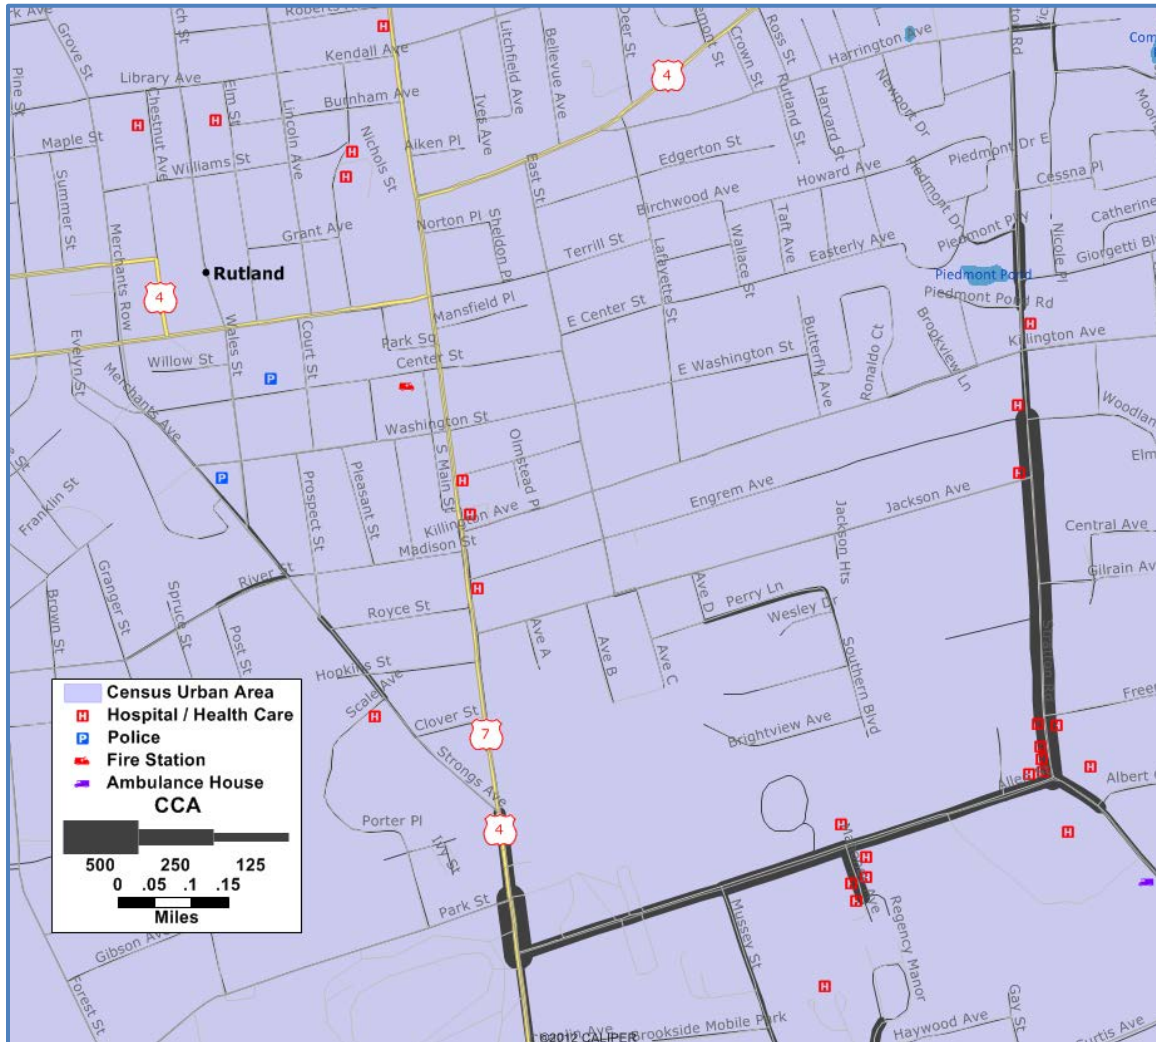 Roberts
Kendall Ave
Library Ave
Burnham Ave
Grove St
Pine St
Chestnut Ave
Elm St
Lincoln Ave
Nichols St
Ives Ave
Litchfield Ave
Bellevue Ave
Deer St
Crown St
Ross St
Rutland St
Harvard St
Harrington Ave
Newport Dr
4
Maple St
Williams St
Aiken Pl
East St
Edgerton St
Howard Ave
Piedmont Dr
Piedmont Dr E
Cessna Pl
Summer St
Merchants Row
Grant Ave
Norton Pl
Sheldon Pl
Birchwood Ave
Terrill St
Lafayette St
Wallace St
Taft Ave
Easterly Ave
Piedmont Pky
Nicole Pl
Catherine
Giorgetti Bl
Rutland
4
Piedmont Pond
Piedmont Pond Rd
Wales St
Court St
Park Sq
Mansfield Pl
E Center St
Butterfly Ave
Ronaldo Ct
Brookview Ln
Killington Ave
Evelyn St
Willow St
Center St
E Washington St
Merchants Ave
Washington St
S Main St
Olmstead Pl
Woodlan
Elm
Franklin St
Prospect St
Pleasant St
Killington Ave
Madison St
Engrem Ave
Jackson Ave
Jackson Hts
Central Ave
Gilrain Av
Brown St
Granger St
Spruce St
Post St
River St
Royce St
Ave D
Perry Ln
Wesley Dr
Ave A
Ave B
Ave C
Southern Blvd
Stratton Rd
Hopkins St
Scale Ave
Clover St
7
Brightview Ave
Free
Strongs Ave
Porter Pl
Ivy St
4
Albert
Park St
Mussey St
Regency Manor
Gibson Ave
Forest St
Brookside Mobile Park
Haywood Ave
Gay St
urtis Ave
©2012 CALIPER
Census Urban Area
H Hospital / Health Care
P Police
Fire Station
Ambulance House
CCA
500 250 125
0 .05 .1 .15
Miles